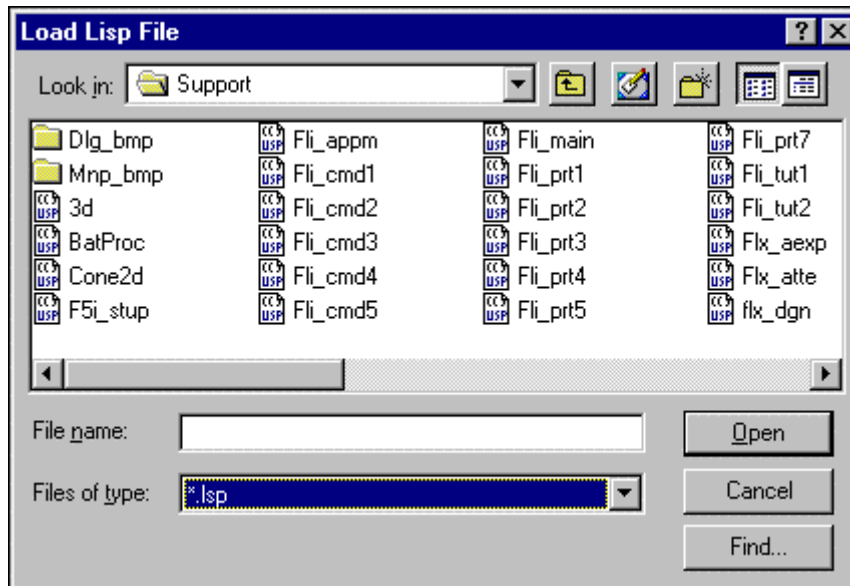 Load Lisp File
Look in: Support
Dlg_bmp Fli_appm Fli_main Fli_prt7
Mnp_bmp Fli_cmd1 Fli_prt1 Fli_tut1
3d Fli_cmd2 Fli_prt2 Fli_tut2
BatProc Fli_cmd3 Fli_prt3 Flx_aexp
Cone2d Fli_cmd4 Fli_prt4 Flx_atte
F5i_stup Fli_cmd5 Fli_prt5 flx_dgn
File name: Open
Files of type: *.lsp Cancel
Find...